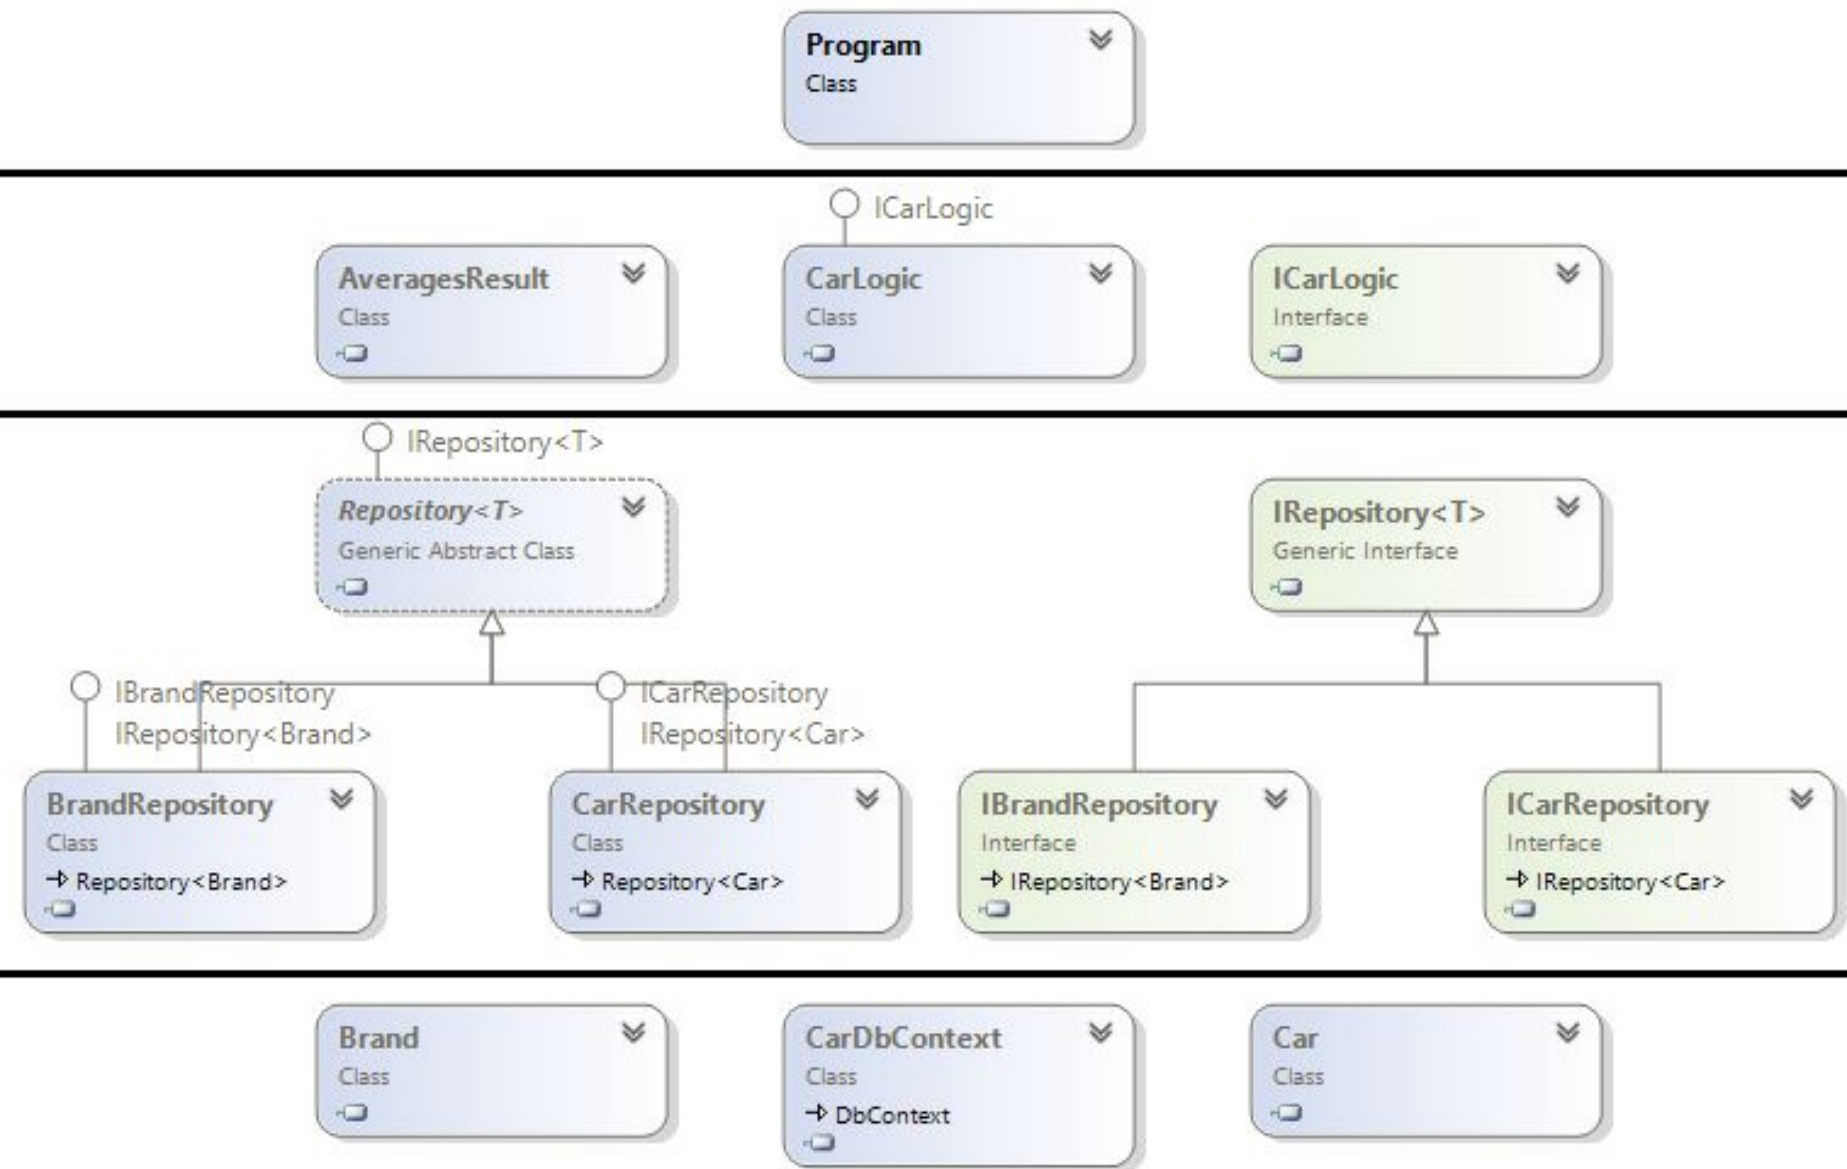 Program
Class
ICarLogic
AveragesResult
Class
CarLogic
Class
ICarLogic
Interface
IRepository<T>
Repository<T>
Generic Abstract Class
IRepository<T>
Generic Interface
IBrandRepository
IRepository<Brand>
ICarRepository
IRepository<Car>
BrandRepository
Class
Repository<Brand>
CarRepository
Class
Repository<Car>
IBrandRepository
Interface
IRepository<Brand>
ICarRepository
Interface
IRepository<Car>
Brand
Class
CarDbContext
Class
DbContext
Car
Class